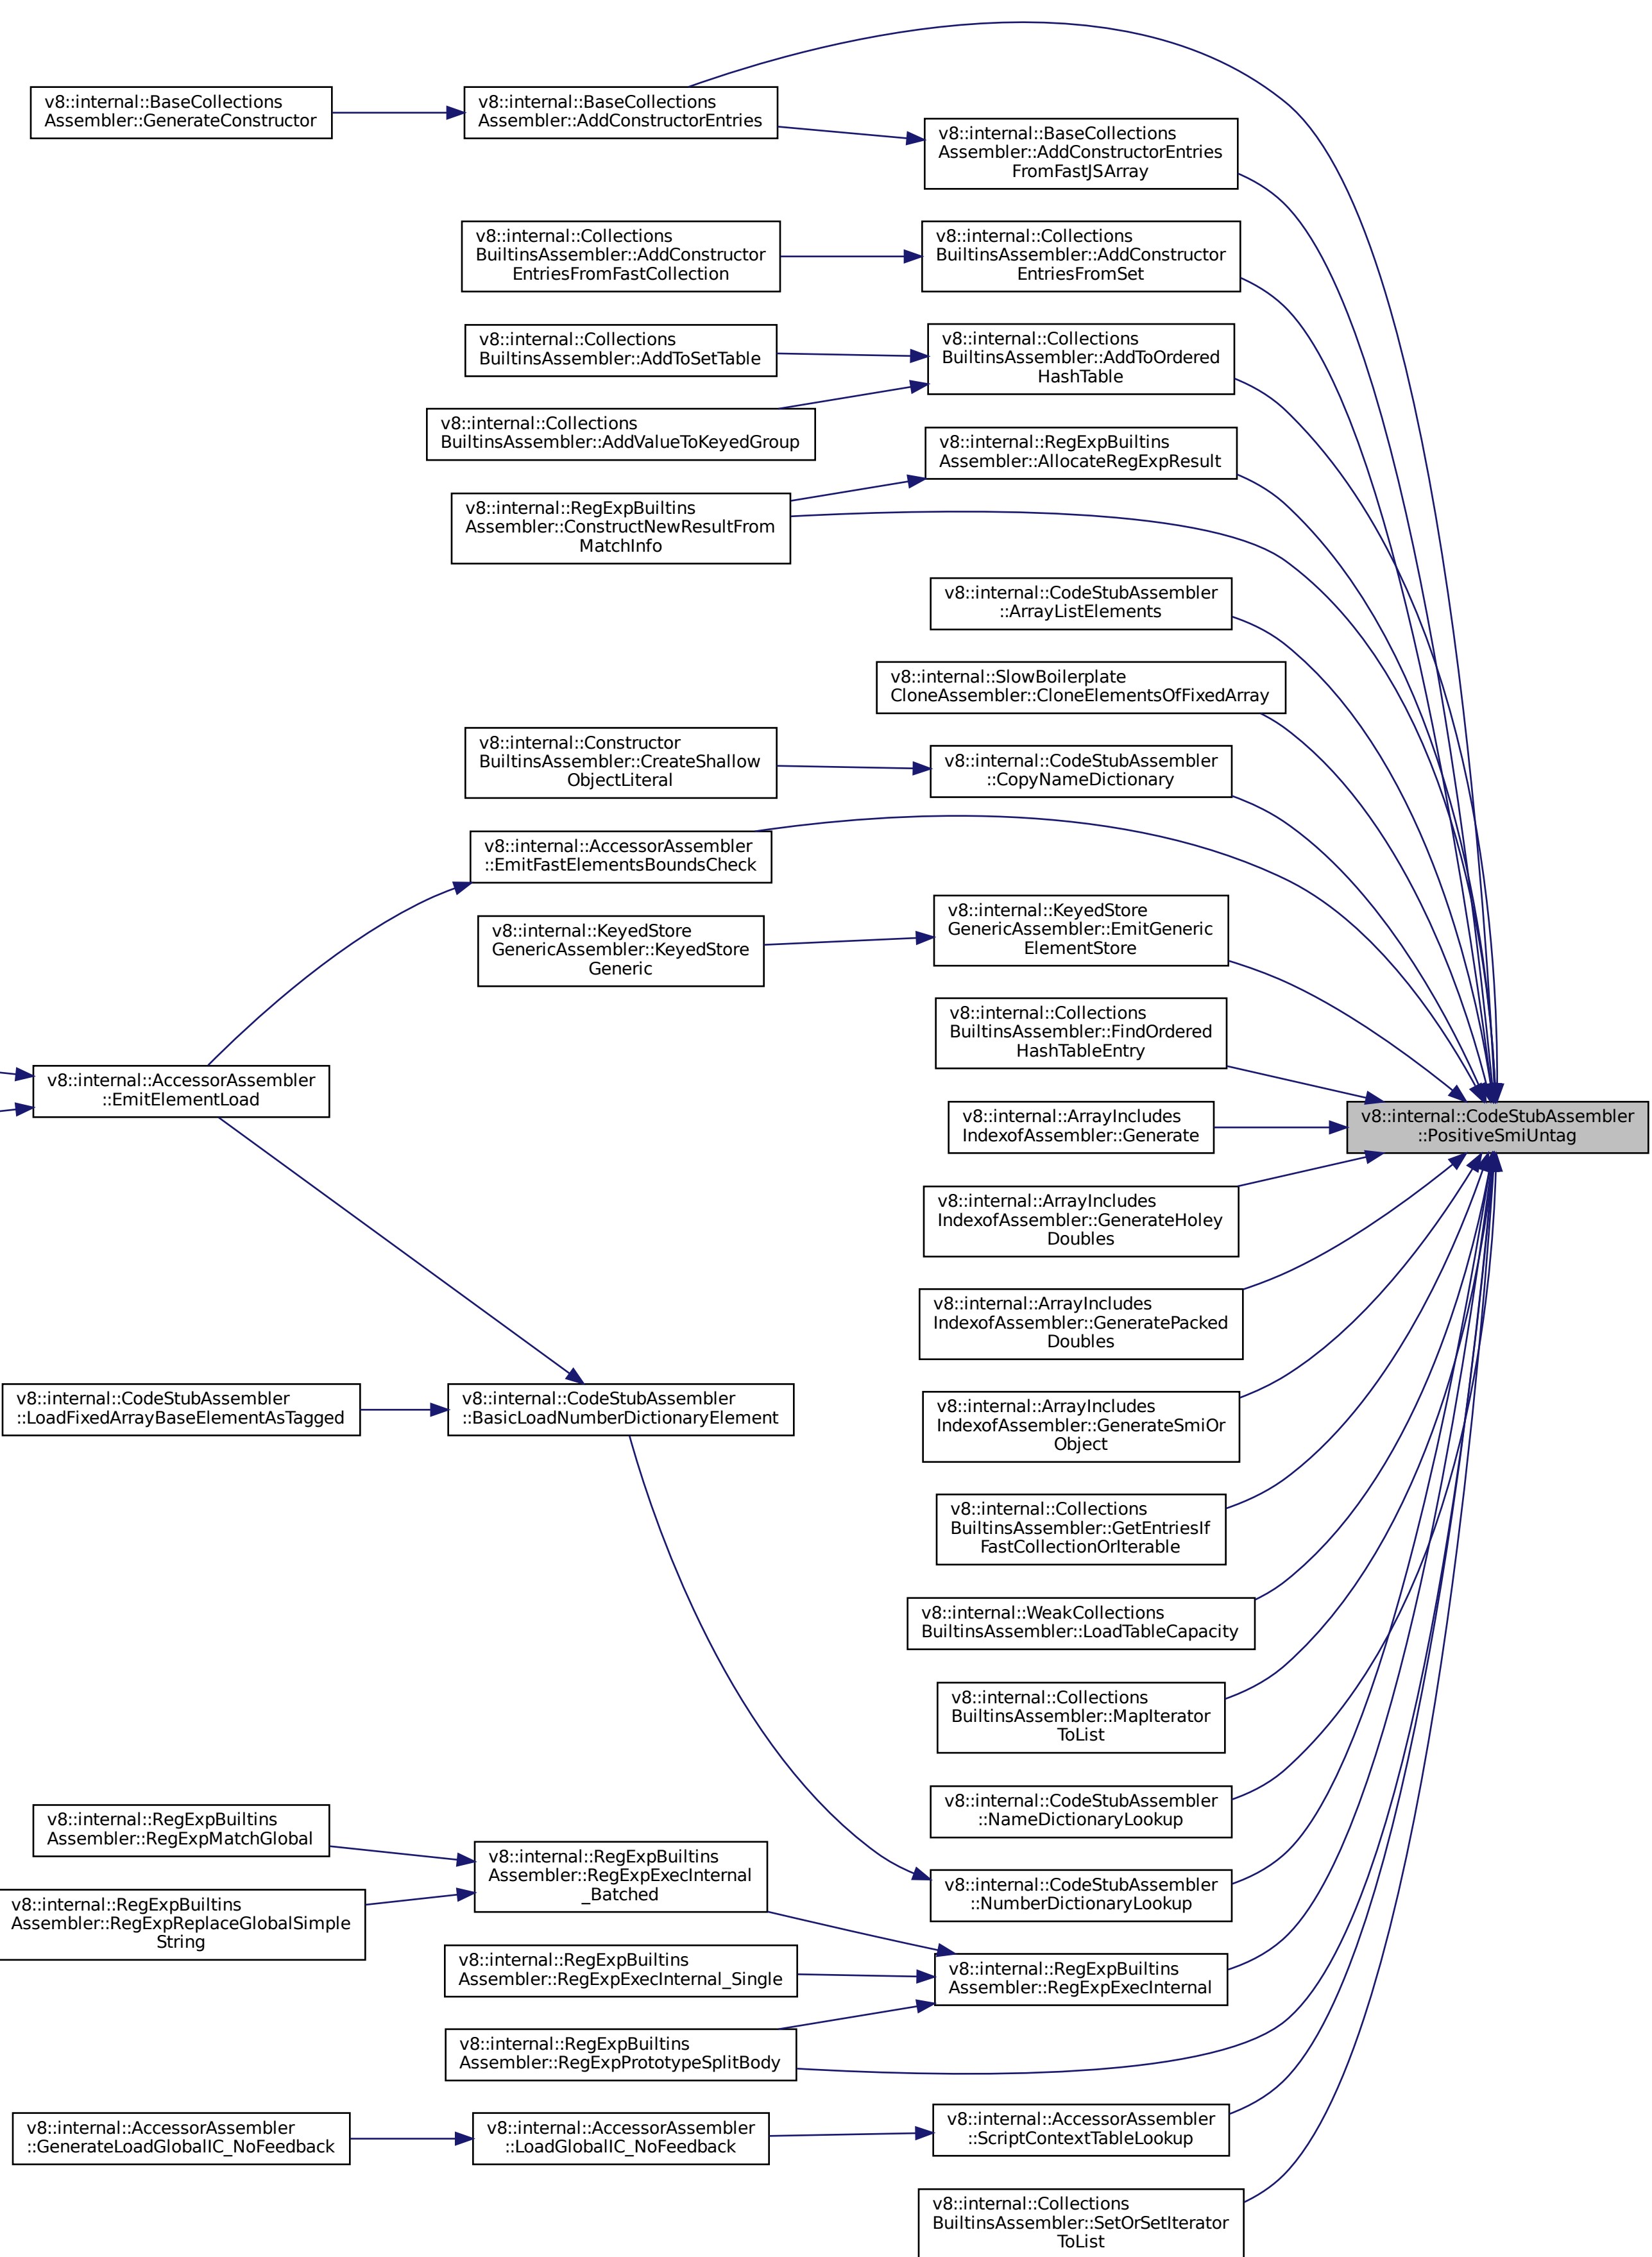 v8::internal::BaseCollections
Assembler::GenerateConstructor
v8::internal::BaseCollections
Assembler::AddConstructorEntries
v8::internal::BaseCollections
Assembler::AddConstructorEntries
FromFastJSArray
v8::internal::Collections
BuiltinsAssembler::AddConstructor
EntriesFromFastCollection
v8::internal::Collections
BuiltinsAssembler::AddConstructor
EntriesFromSet
v8::internal::Collections
BuiltinsAssembler::AddToSetTable
v8::internal::Collections
BuiltinsAssembler::AddToOrdered
HashTable
v8::internal::Collections
BuiltinsAssembler::AddValueToKeyedGroup
v8::internal::RegExpBuiltins
Assembler::AllocateRegExpResult
v8::internal::RegExpBuiltins
Assembler::ConstructNewResultFrom
MatchInfo
v8::internal::CodeStubAssembler
::ArrayListElements
v8::internal::SlowBoilerplate
CloneAssembler::CloneElementsOfFixedArray
v8::internal::Constructor
BuiltinsAssembler::CreateShallow
ObjectLiteral
v8::internal::CodeStubAssembler
::CopyNameDictionary
v8::internal::AccessorAssembler
::EmitFastElementsBoundsCheck
v8::internal::KeyedStore
GenericAssembler::KeyedStore
Generic
v8::internal::KeyedStore
GenericAssembler::EmitGeneric
ElementStore
v8::internal::Collections
BuiltinsAssembler::FindOrdered
HashTableEntry
v8::internal::AccessorAssembler
::EmitElementLoad
v8::internal::ArrayIncludes
IndexofAssembler::Generate
v8::internal::CodeStubAssembler
::PositiveSmiUntag
v8::internal::ArrayIncludes
IndexofAssembler::GenerateHoley
Doubles
v8::internal::ArrayIncludes
IndexofAssembler::GeneratePacked
Doubles
v8::internal::CodeStubAssembler
::LoadFixedArrayBaseElementAsTagged
v8::internal::CodeStubAssembler
::BasicLoadNumberDictionaryElement
v8::internal::ArrayIncludes
IndexofAssembler::GenerateSmiOr
Object
v8::internal::Collections
BuiltinsAssembler::GetEntriesIf
FastCollectionOrIterable
v8::internal::WeakCollections
BuiltinsAssembler::LoadTableCapacity
v8::internal::Collections
BuiltinsAssembler::MapIterator
ToList
v8::internal::CodeStubAssembler
::NameDictionaryLookup
v8::internal::RegExpBuiltins
Assembler::RegExpMatchGlobal
v8::internal::RegExpBuiltins
Assembler::RegExpExecInternal
_Batched
v8::internal::CodeStubAssembler
::NumberDictionaryLookup
v8::internal::RegExpBuiltins
Assembler::RegExpReplaceGlobalSimple
String
v8::internal::RegExpBuiltins
Assembler::RegExpExecInternal_Single
v8::internal::RegExpBuiltins
Assembler::RegExpExecInternal
v8::internal::RegExpBuiltins
Assembler::RegExpPrototypeSplitBody
v8::internal::AccessorAssembler
::GenerateLoadGlobalIC_NoFeedback
v8::internal::AccessorAssembler
::LoadGlobalIC_NoFeedback
v8::internal::AccessorAssembler
::ScriptContextTableLookup
v8::internal::Collections
BuiltinsAssembler::SetOrSetIterator
ToList